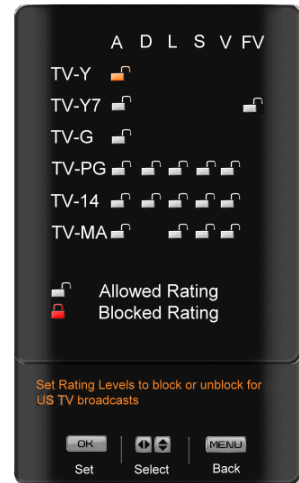 A D L S V FV
TV-Y
TV-Y7
TV-G
TV-PG
TV-14
TV-MA
Allowed Rating
Blocked Rating
Set Rating Levels to block or unblock for
US TV broadcasts
OK MENU
Set Select Back